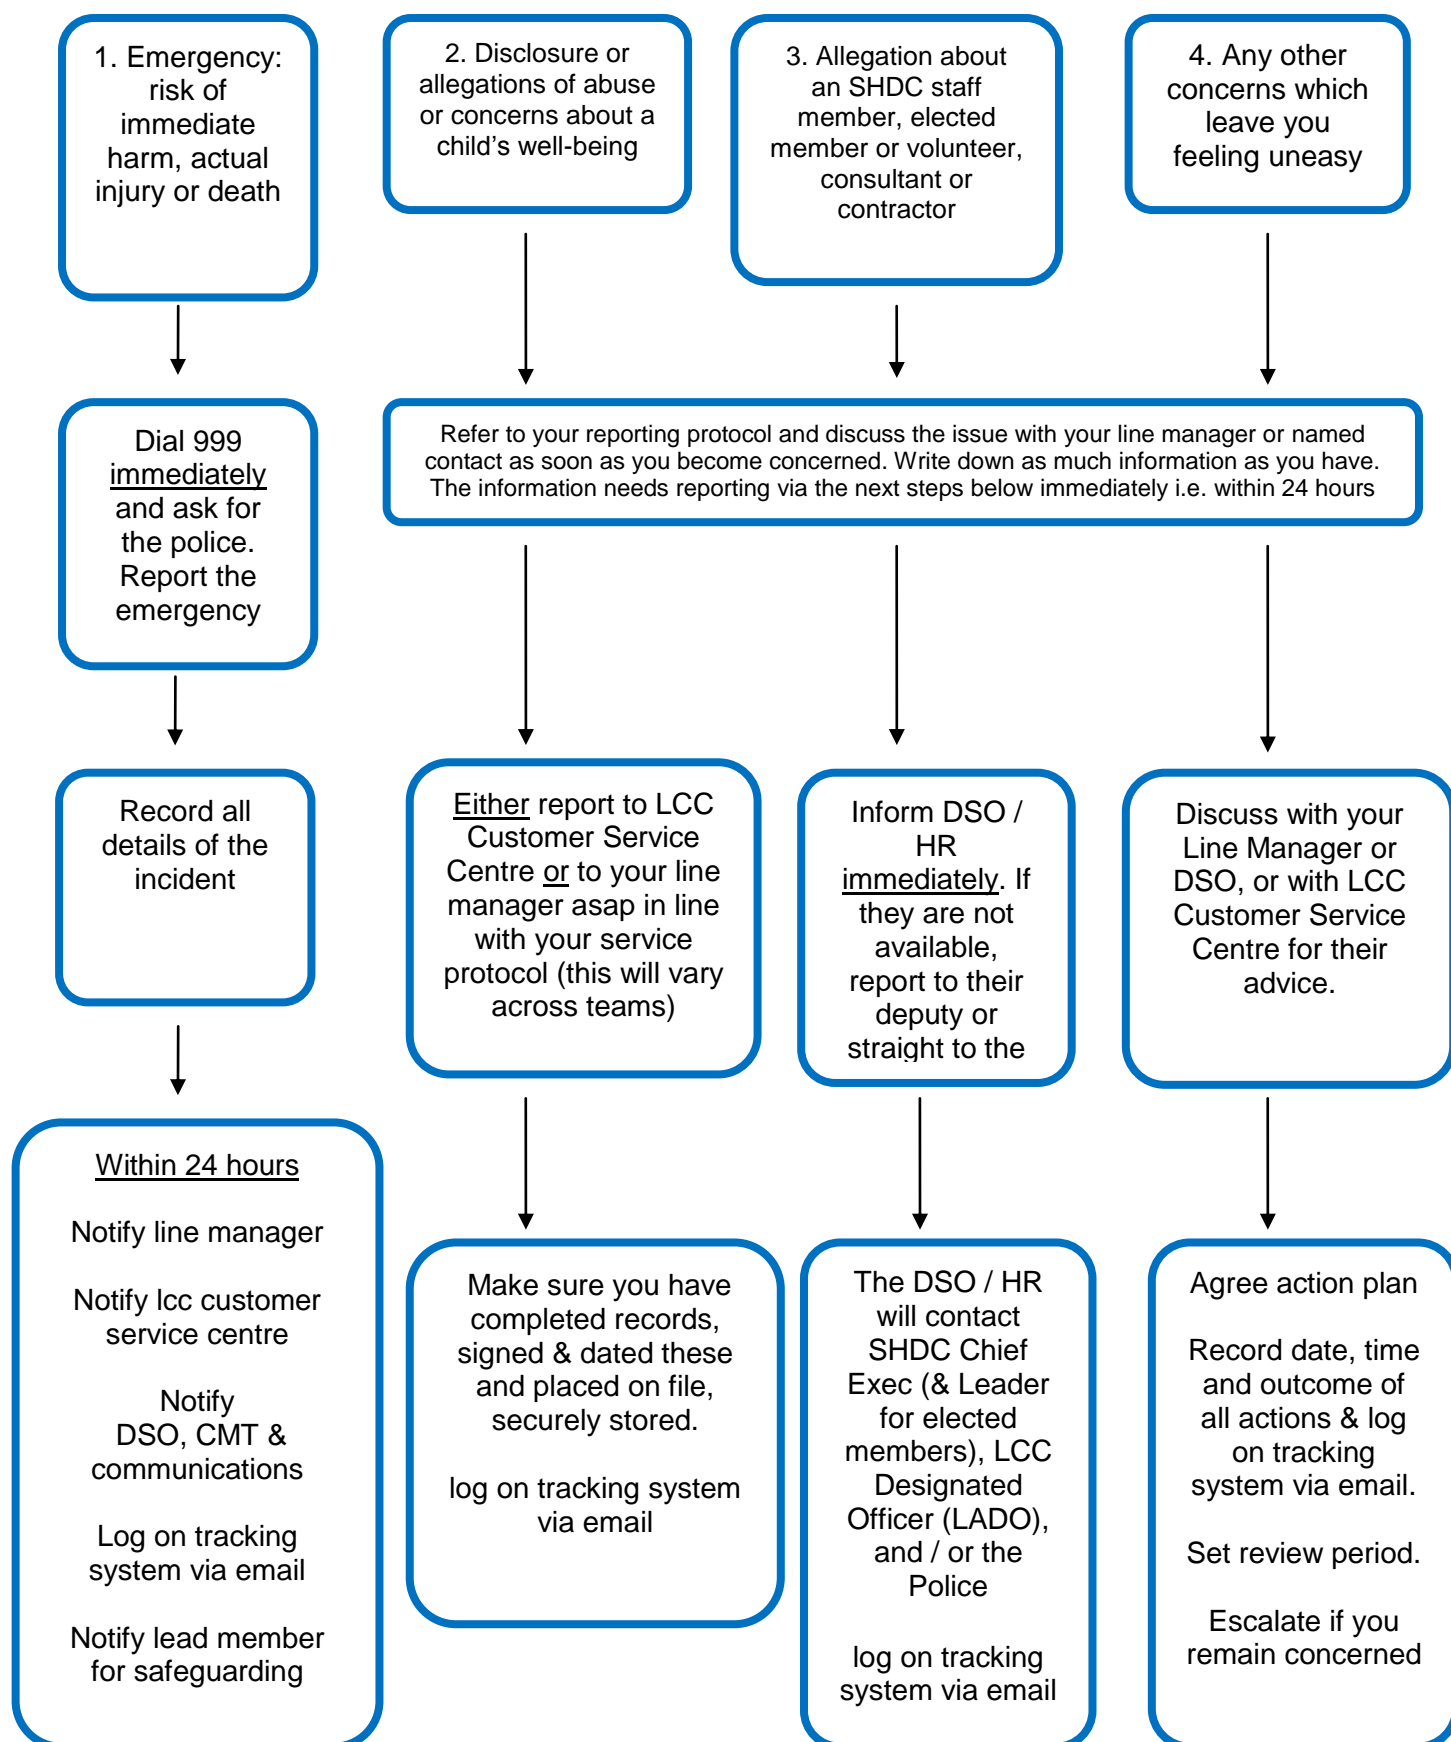 1. Emergency:
risk of
immediate
harm, actual
injury or death
2. Disclosure or
allegations of abuse
or concerns about a
child’s well-being
3. Allegation about
an SHDC staff
member, elected
member or volunteer,
consultant or
contractor
4. Any other
concerns which
leave you
feeling uneasy
Dial 999
immediately
and ask for
the police.
Report the
emergency
Refer to your reporting protocol and discuss the issue with your line manager or named
contact as soon as you become concerned. Write down as much information as you have.
The information needs reporting via the next steps below immediately i.e. within 24 hours
Record all
details of the
incident
Either report to LCC
Customer Service
Centre or to your line
manager asap in line
with your service
protocol (this will vary
across teams)
Inform DSO /
HR
immediately. If
they are not
available,
report to their
deputy or
straight to the
Discuss with your
Line Manager or
DSO, or with LCC
Customer Service
Centre for their
advice.
Within 24 hours
Notify line manager
Notify lcc customer
service centre
Notify
DSO, CMT &
communications
Log on tracking
system via email
Notify lead member
for safeguarding
Make sure you have
completed records,
signed & dated these
and placed on file,
securely stored.
log on tracking system
via email
The DSO / HR
will contact
SHDC Chief
Exec (& Leader
for elected
members), LCC
Designated
Officer (LADO),
and / or the
Police
log on tracking
system via email
Agree action plan
Record date, time
and outcome of
all actions & log
on tracking
system via email.
Set review period.
Escalate if you
remain concerned